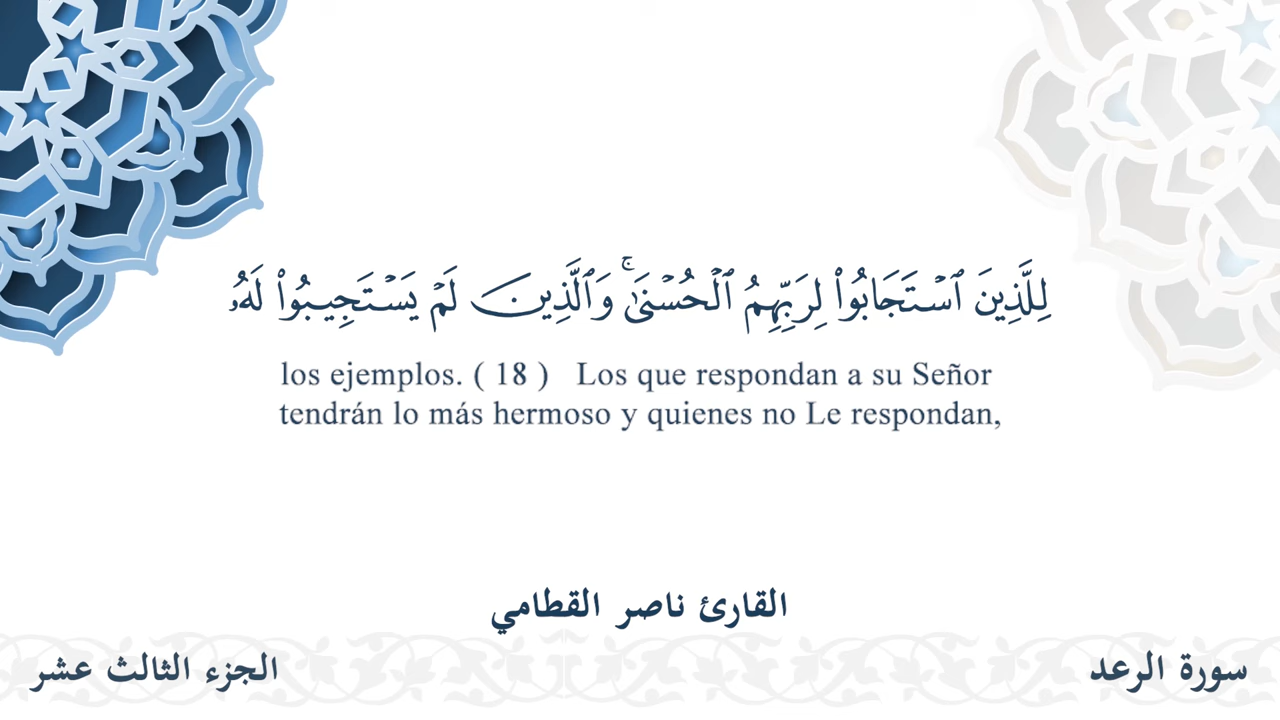 لِلَّذِينَ ٱسْتَجَابُوا۟ لِرَبِّهِمُ ٱلْحُسْنَىٰ ۚ وَٱلَّذِينَ لَمْ يَسْتَجِيبُوا۟ لَهُۥ
los ejemplos. ( 18 ) Los que respondan a su Señor
tendrán lo más hermoso y quienes no Le respondan,
القارئ ناصر القطامي
سورة الرعد
الجزء الثالث عشر